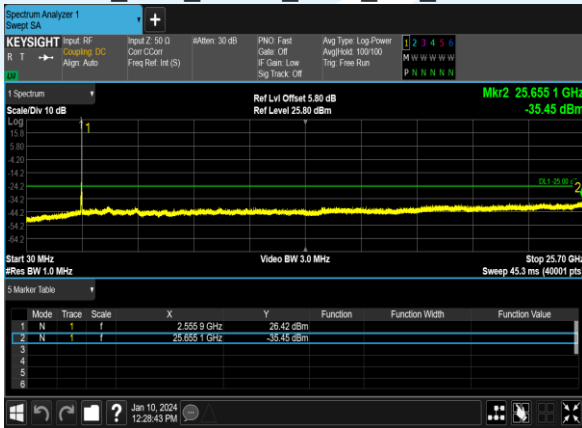 Spectrum Analyzer 1
Swept SA
+
KEYSIGHT Input: RF Input Z: 50 Ω #Atten: 30 dB PNO: Fast Avg Type: Log-Power 1 2 3 4 5 6
R T Coupling: DC Corr CCorr Gate: Off Avg|Hold: 100/100 M W W W W W
Align: Auto Freq Ref: Int (S) IF Gain: Low Trig: Free Run
Sig Track: Off P N N N N N
1 Spectrum Ref Lvl Offset 5.80 dB Mkr2 25.655 1 GHz
Scale/Div 10 dB Ref Level 25.80 dBm -35.45 dBm
Log
1
15.8
5.80
-4.20
-14.2
-24.2 DL1 -25.00
2
-34.2
-44.2
-54.2
-64.2
Start 30 MHz Video BW 3.0 MHz Stop 25.70 GHz
#Res BW 1.0 MHz Sweep 45.3 ms (40001 pts)
5 Marker Table
Mode Trace Scale X Y Function Function Width Function Value
1 N 1 f 2.555 9 GHz 26.42 dBm
2 N 1 f 25.655 1 GHz -35.45 dBm
3
4
5
6
? Jan 10, 2024
12:28:43 PM